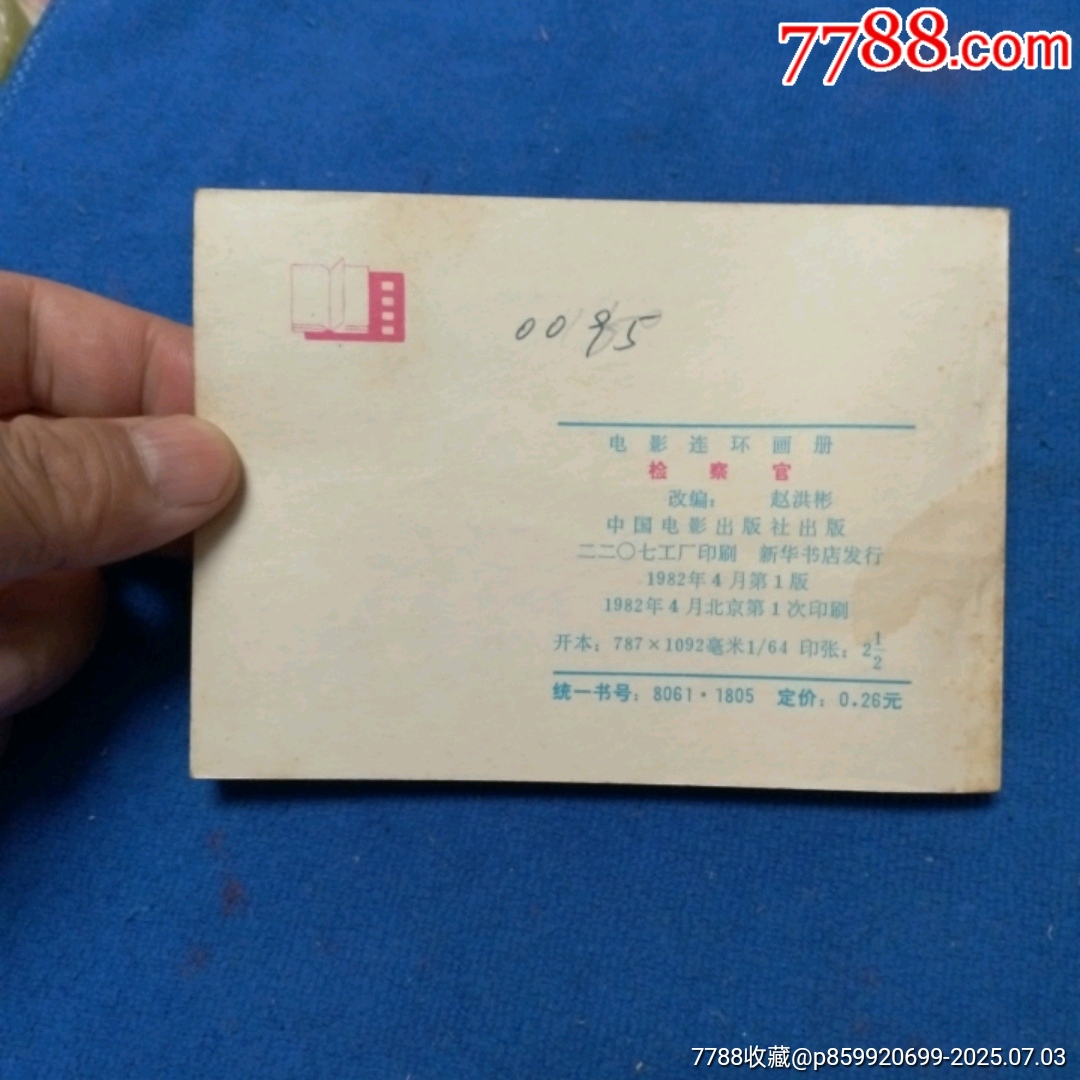 7788.com
0095
电影连环画册
检察官
改编： 赵洪彬
中国电影出版社出版
二二〇七工厂印刷 新华书店发行
1982年4月第1版
1982年4月北京第1次印刷
开本：787×1092毫米1/64 印张：2½
统一书号：8061·1805 定价：0.26元
7788收藏@p859920699-2025.07.03